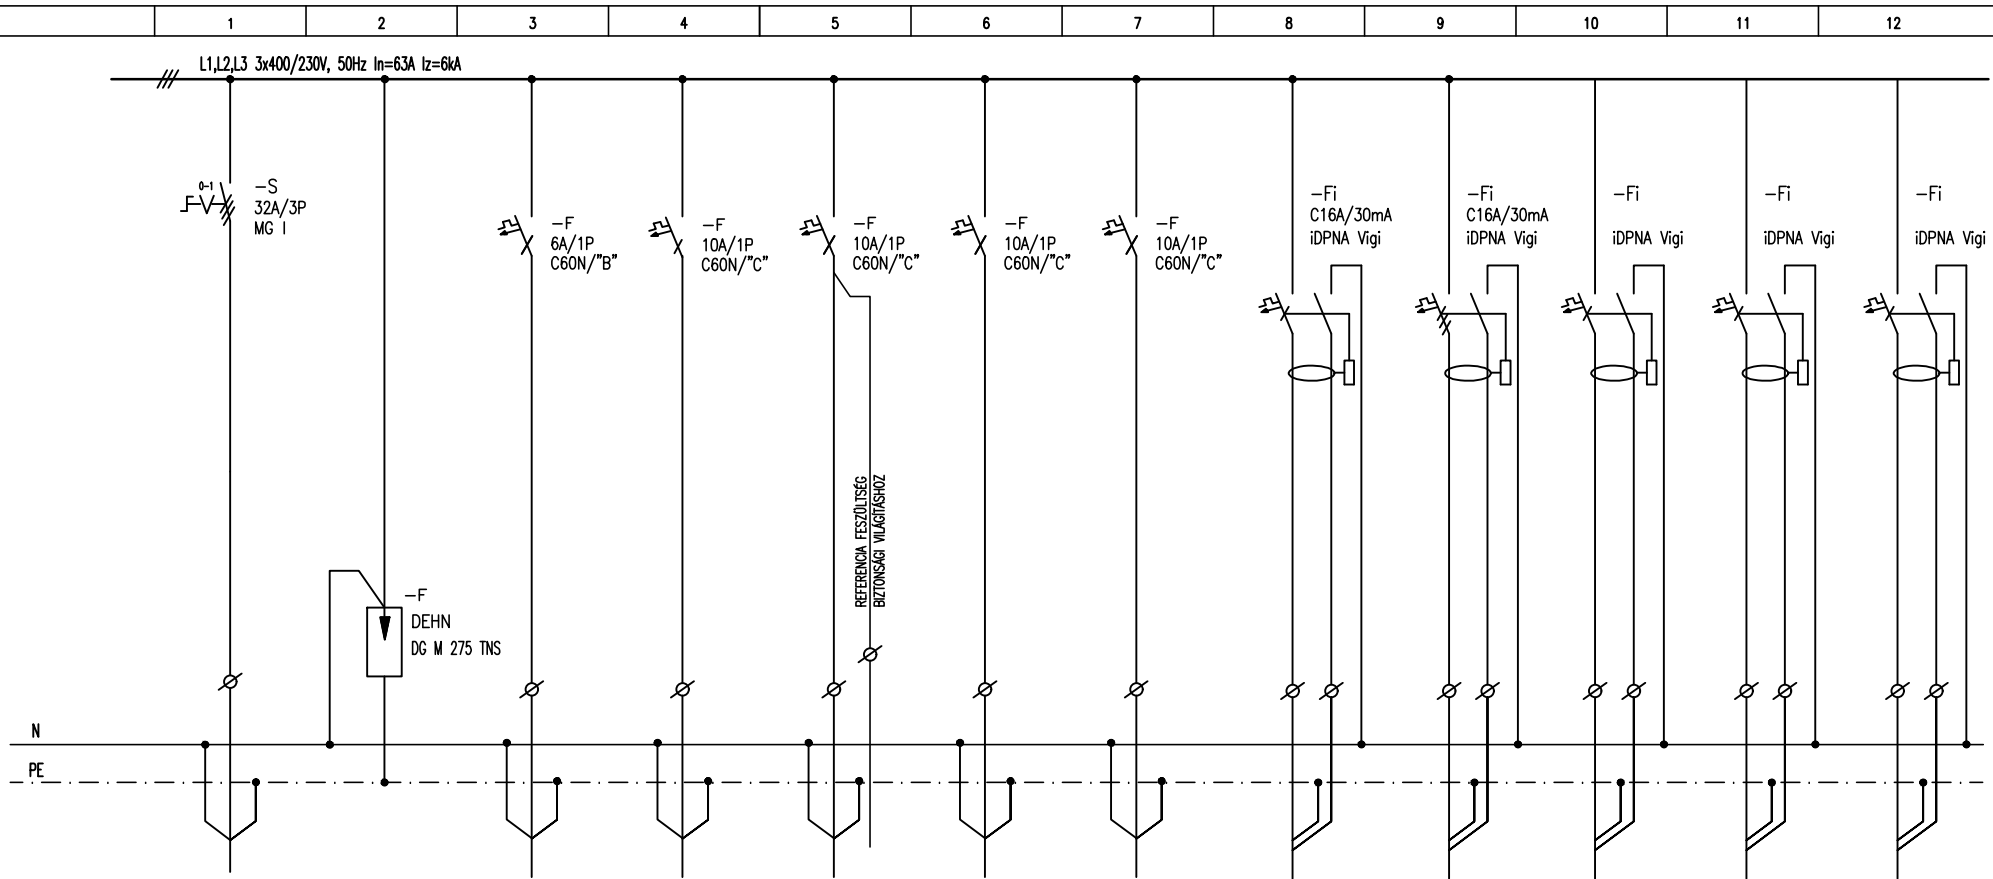 1 2 3 4 5 6 7 8 9 10 11 12
L1,L2,L3 3x400/230V, 50Hz In=63A Iz=6kA
0-1
-S
32A/3P
MG I
-F
DEHN
DG M 275 TNS
-F
6A/1P
C60N/"B"
-F
10A/1P
C60N/"C"
-F
10A/1P
C60N/"C"
REFERENCIA FESZÜLTSÉG
BIZTONSÁGI VILÁGÍTÁSHOZ
-F
10A/1P
C60N/"C"
-F
10A/1P
C60N/"C"
-Fi
C16A/30mA
iDPNA Vigi
-Fi
C16A/30mA
iDPNA Vigi
-Fi
iDPNA Vigi
-Fi
iDPNA Vigi
-Fi
iDPNA Vigi
N
PE